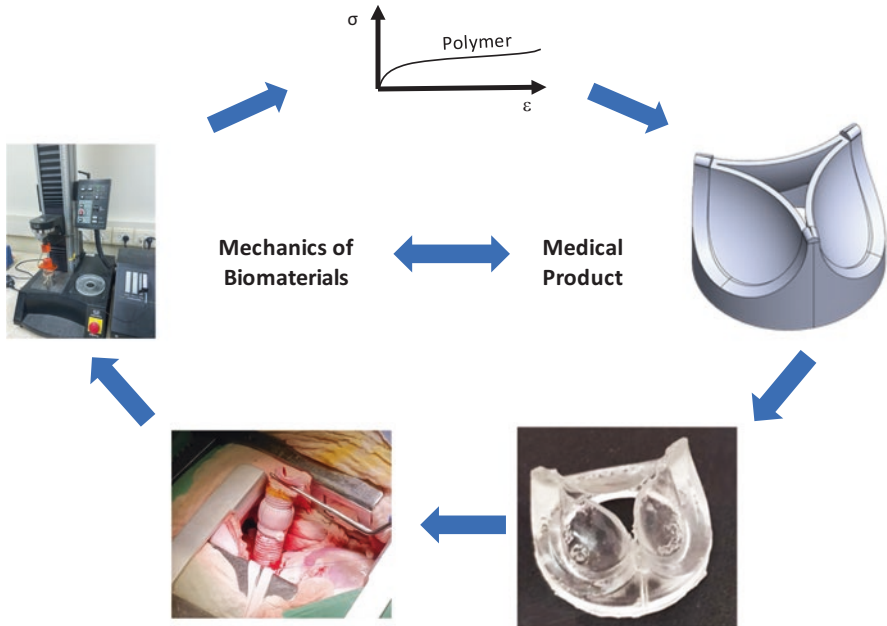 σ
Polymer
ε
Mechanics of
Biomaterials
Medical
Product